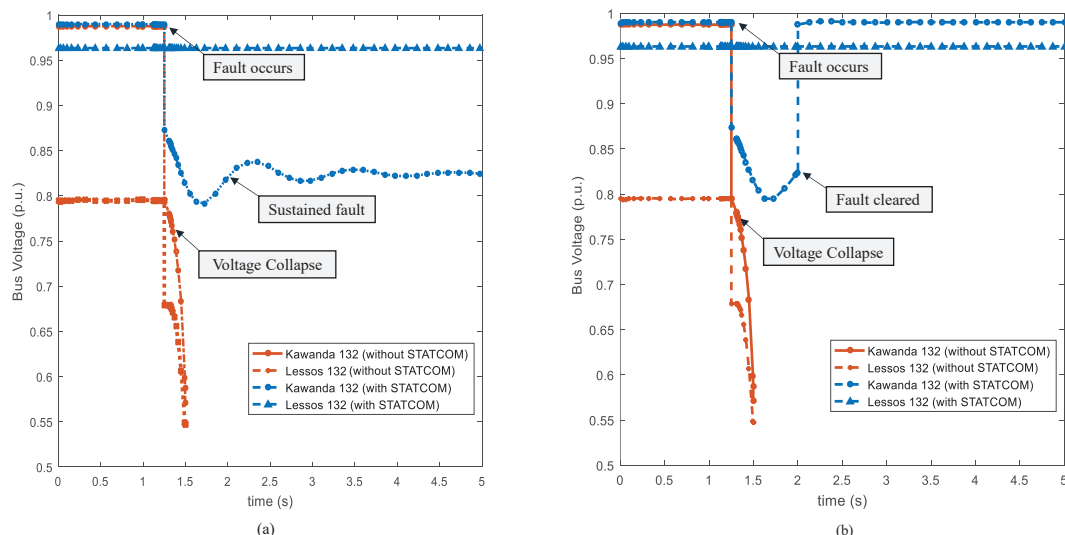 1
0.95
0.9
0.85
0.8
0.75
0.7
0.65
0.6
0.55
0.5
Bus Voltage (p.u.)
Fault occurs
Sustained fault
Voltage Collapse
Kawanda 132 (without STATCOM)
Lessos 132 (without STATCOM)
Kawanda 132 (with STATCOM)
Lessos 132 (with STATCOM)
0 0.5 1 1.5 2 2.5 3 3.5 4 4.5 5
time (s)
(a)
1
0.95
0.9
0.85
0.8
0.75
0.7
0.65
0.6
0.55
0.5
Bus Voltage (p.u.)
Fault occurs
Fault cleared
Voltage Collapse
Kawanda 132 (without STATCOM)
Lessos 132 (without STATCOM)
Kawanda 132 (with STATCOM)
Lessos 132 (with STATCOM)
0 0.5 1 1.5 2 2.5 3 3.5 4 4.5 5
time (s)
(b)